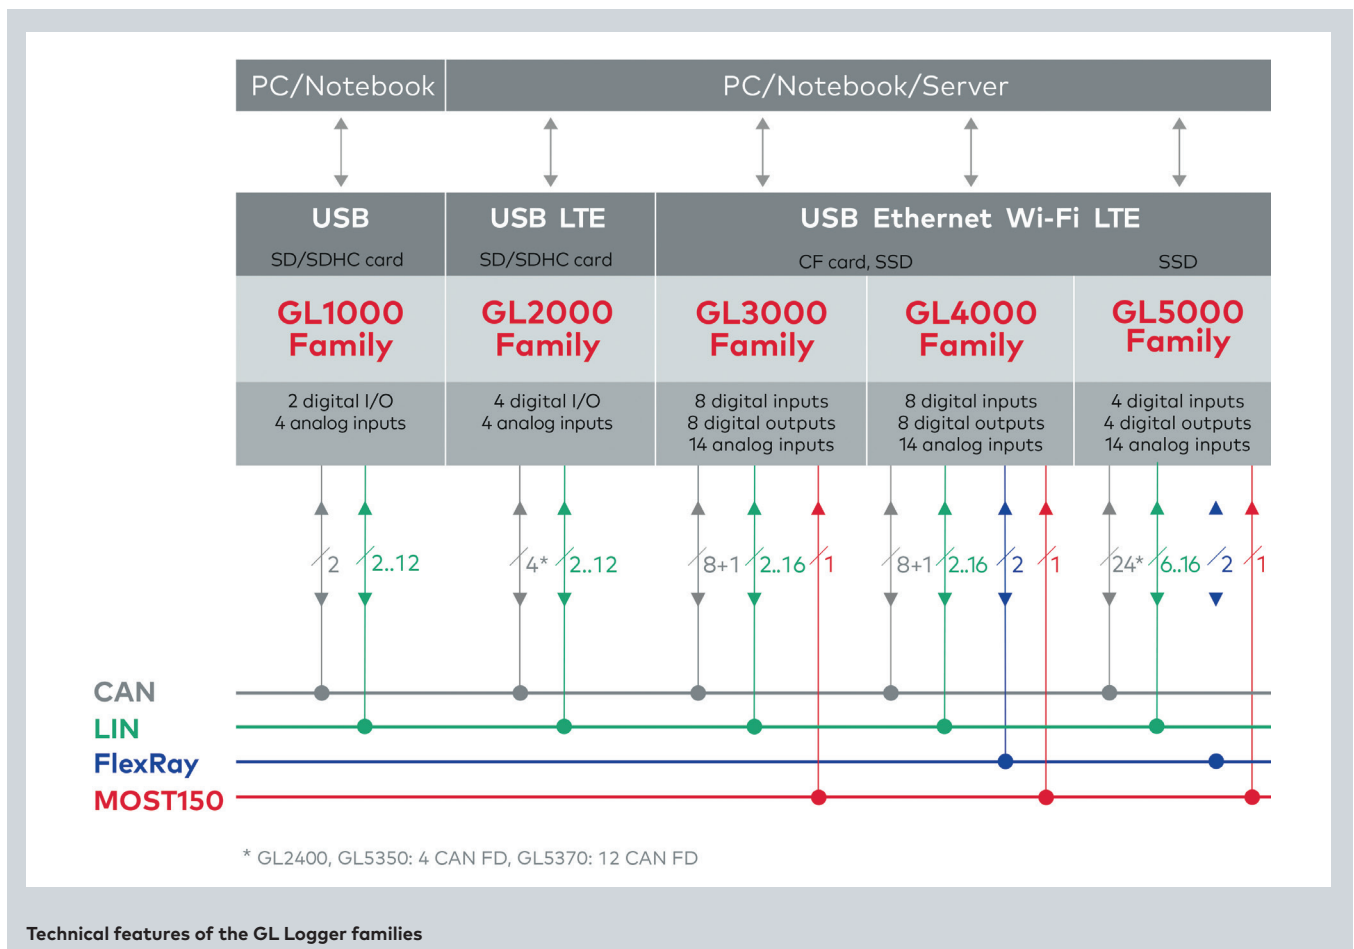 PC/Notebook
PC/Notebook/Server
USB
USB LTE
USB Ethernet Wi-Fi LTE
SD/SDHC card
SD/SDHC card
CF card, SSD
SSD
GL1000
Family
GL2000
Family
GL3000
Family
GL4000
Family
GL5000
Family
2 digital I/O
4 analog inputs
4 digital I/O
4 analog inputs
8 digital inputs
8 digital outputs
14 analog inputs
8 digital inputs
8 digital outputs
14 analog inputs
4 digital inputs
4 digital outputs
14 analog inputs
2
2..12
4*
2..12
8+1
2..16
1
8+1
2..16
2
1
24*
6..16
2
1
CAN
LIN
FlexRay
MOST150
* GL2400, GL5350: 4 CAN FD, GL5370: 12 CAN FD
Technical features of the GL Logger families